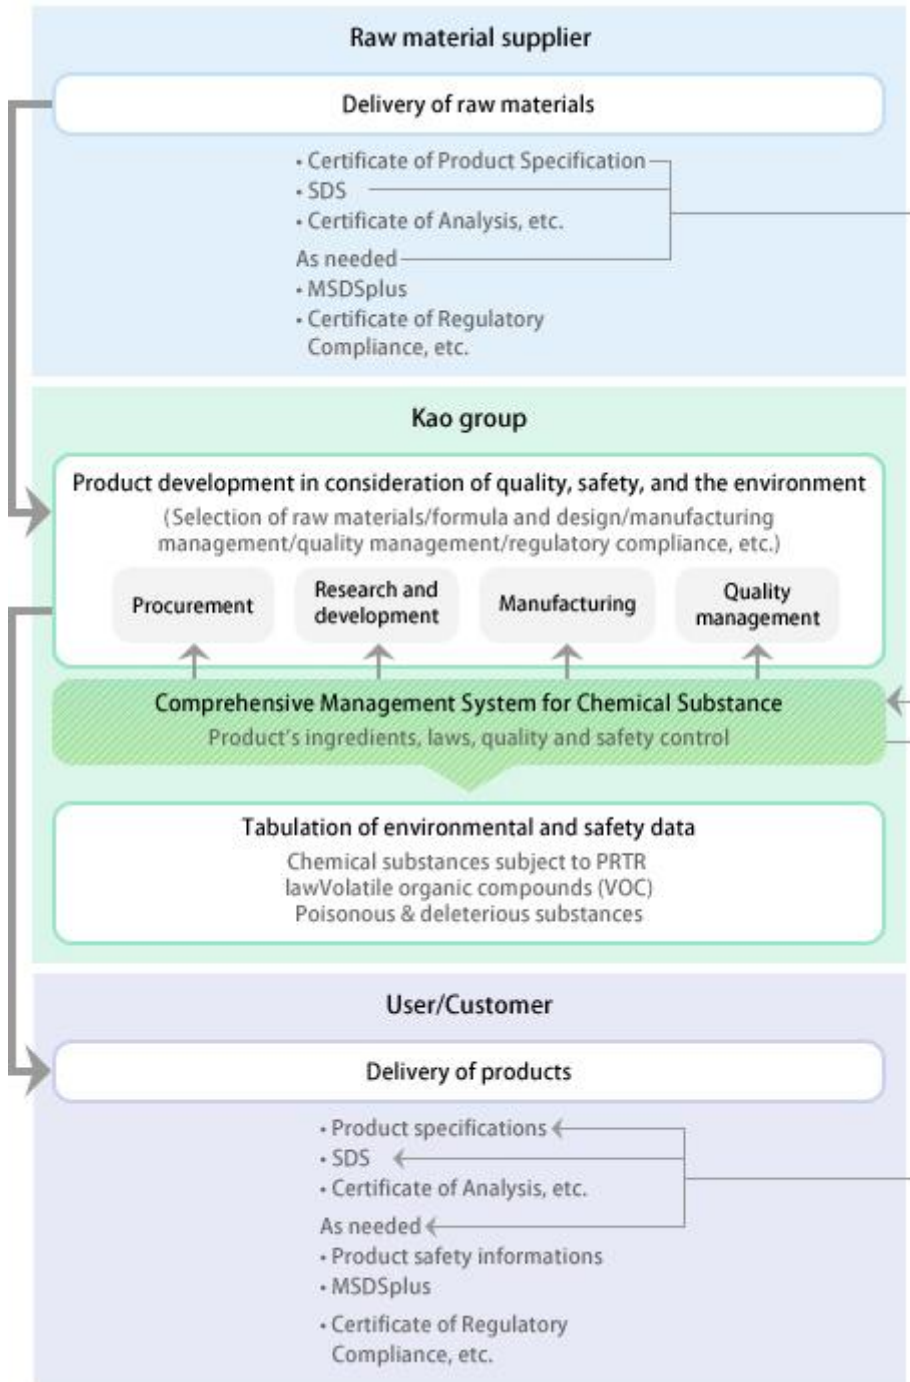 Raw material supplier
Delivery of raw materials
• Certificate of Product Specification
• SDS
• Certificate of Analysis, etc.
As needed
• MSDSplus
• Certificate of Regulatory
Compliance, etc.
Kao group
Product development in consideration of quality, safety, and the environment
(Selection of raw materials/formula and design/manufacturing
management/quality management/regulatory compliance, etc.)
Procurement
Research and
development
Manufacturing
Quality
management
Comprehensive Management System for Chemical Substance
Product's ingredients, laws, quality and safety control
Tabulation of environmental and safety data
Chemical substances subject to PRTR
lawVolatile organic compounds (VOC)
Poisonous & deleterious substances
User/Customer
Delivery of products
• Product specifications
• SDS
• Certificate of Analysis, etc.
As needed
• Product safety informations
• MSDSplus
• Certificate of Regulatory
Compliance, etc.